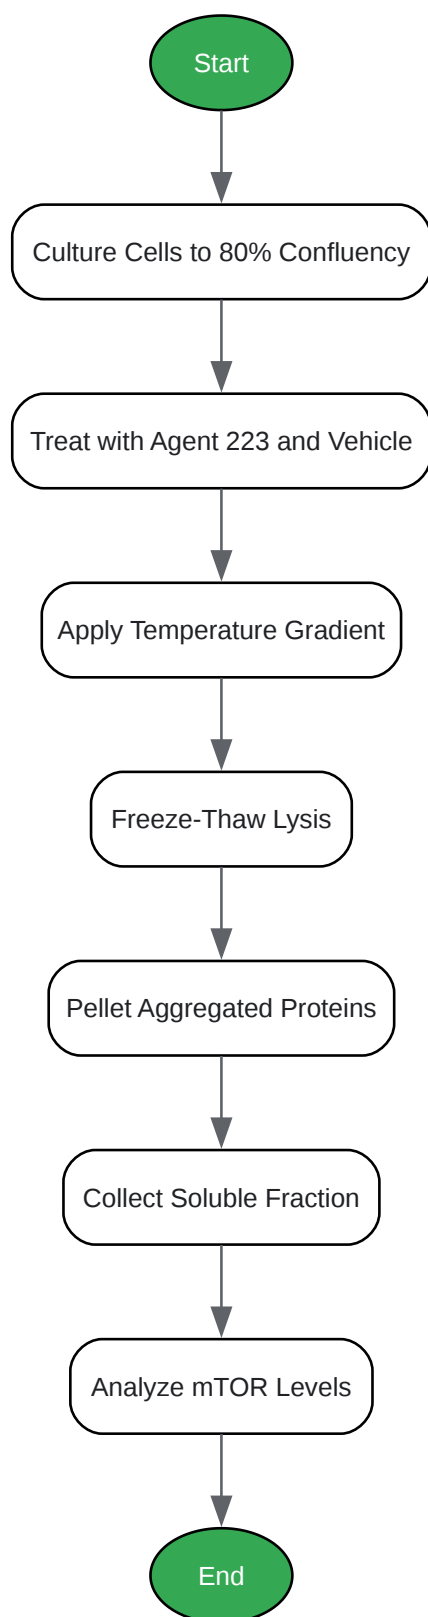 Start
Culture Cells to 80% Confluency
Treat with Agent 223 and Vehicle
Apply Temperature Gradient
Freeze-Thaw Lysis
Pellet Aggregated Proteins
Collect Soluble Fraction
Analyze mTOR Levels
End